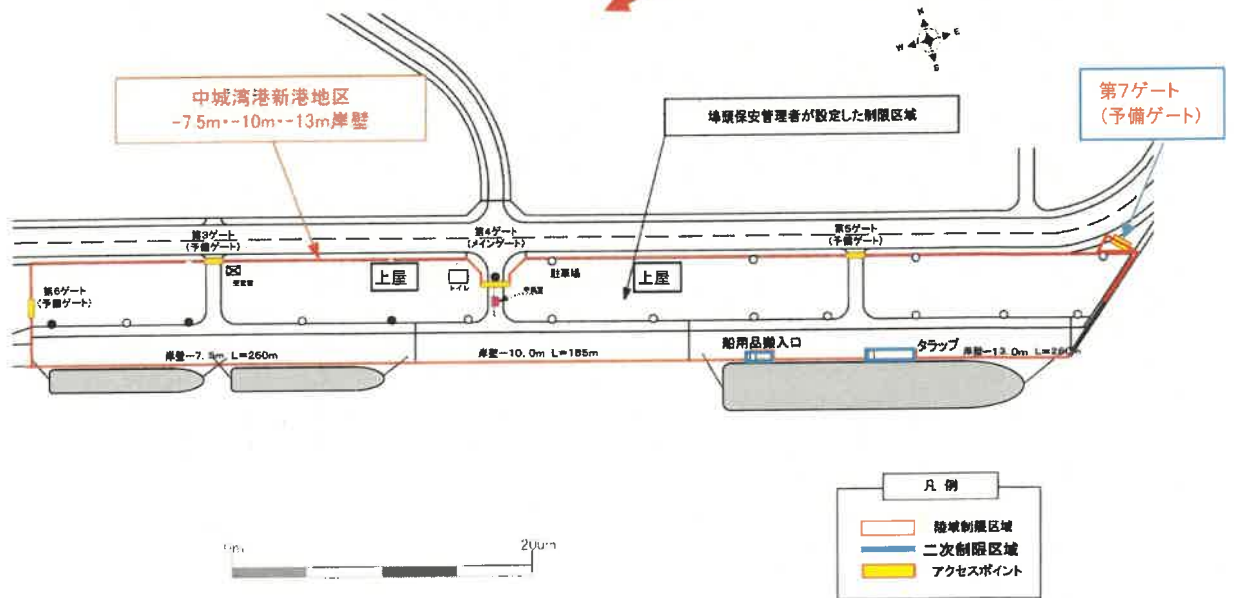 N
W
E
S
中城湾港新港地区
-7.5m・-10m・-13m岸壁
埠頭保安管理者が設定した制限区域
第7ゲート
(予備ゲート)
第3ゲート
(予備ゲート)
第4ゲート
(メインゲート)
第5ゲート
(予備ゲート)
第6ゲート
(予備ゲート)
上屋
トイレ
駐車場
上屋
岸壁-7.5m L=260m
岸壁-10.0m L=185m
船用品搬入口
タラップ
岸壁-13.0m L=260m
0m
200m
凡 例
陸域制限区域
二次制限区域
アクセスポイント